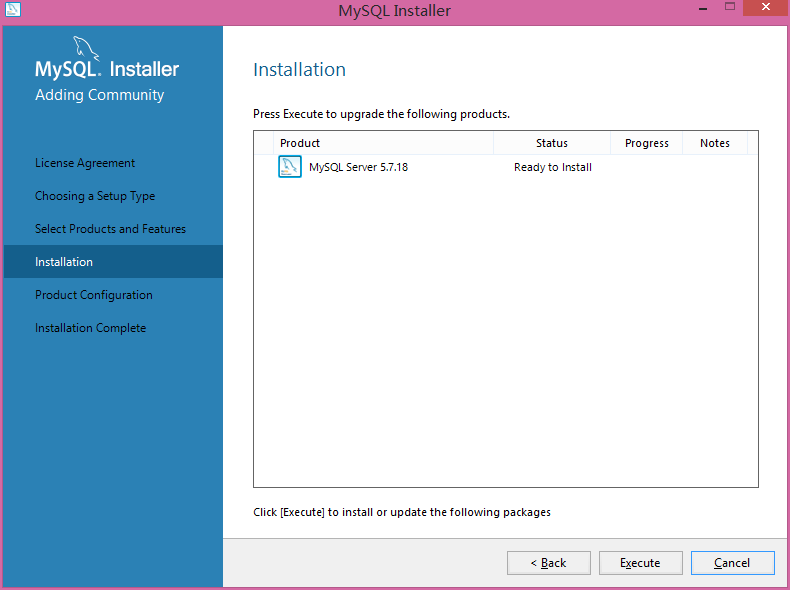 MySQL Installer
MySQL. Installer
Adding Community
License Agreement
Choosing a Setup Type
Select Products and Features
Installation
Product Configuration
Installation Complete
Installation
Press Execute to upgrade the following products.
Product Status Progress Notes
MySQL Server 5.7.18 Ready to Install
Click [Execute] to install or update the following packages
< Back Execute Cancel